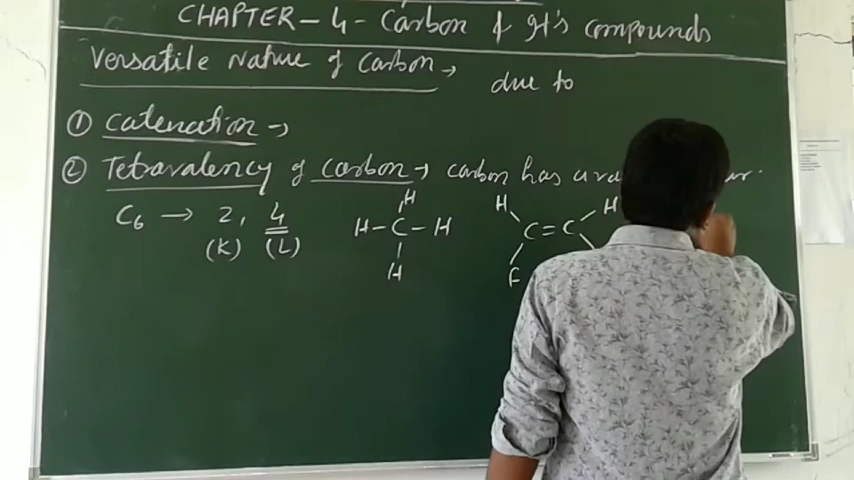 CHAPTER - 4 - Carbon & It's compounds
Versatile Nature of Carbon → due to
① Catenation →
② Tetravalency of carbon → carbon has
C6 → 2, 4
(K) (L)
H
H - C - H
H
H H
C = C